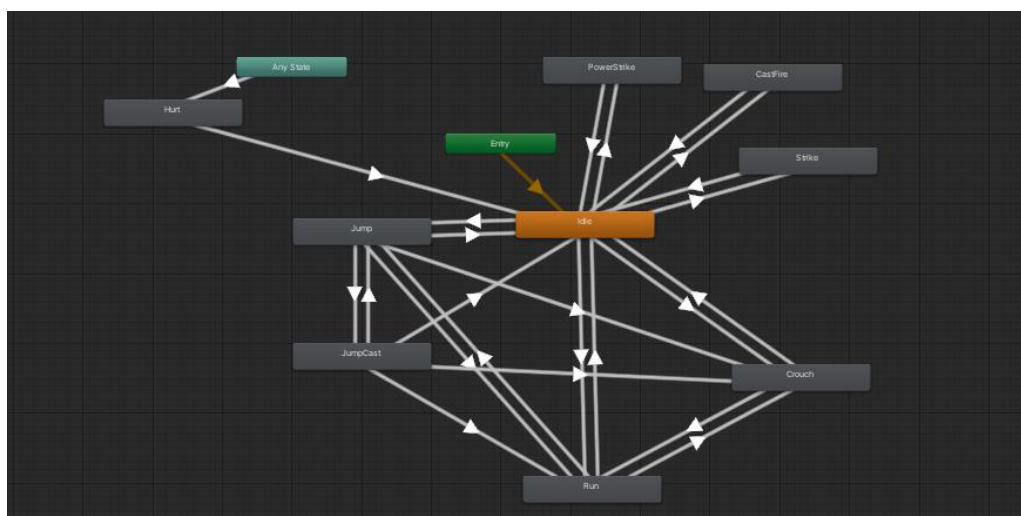 Any State
PowerStrike
CastFire
Hurt
Entry
Strike
Idle
Jump
JumpCast
Crouch
Run